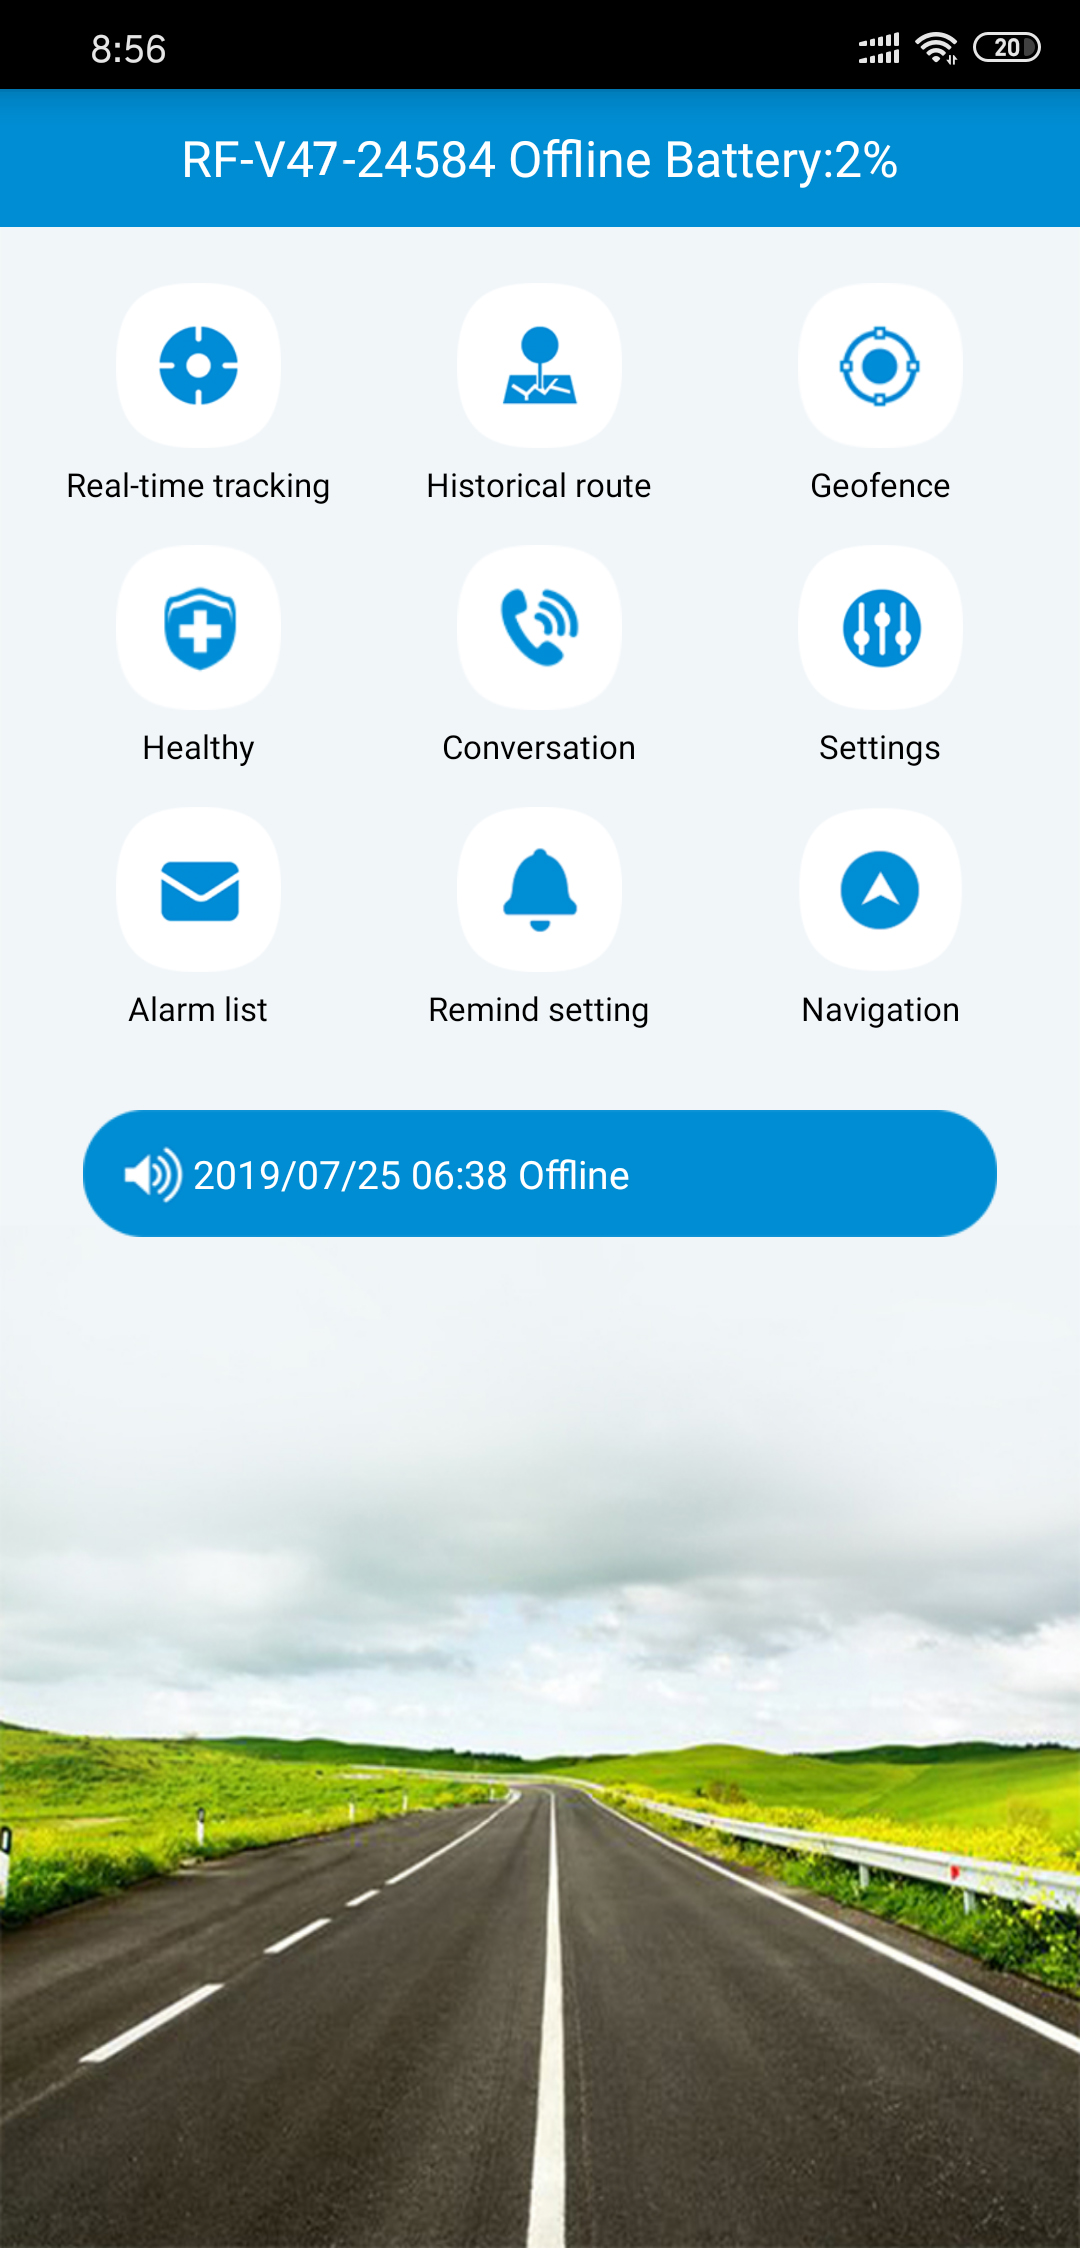 8:56
20
RF-V47-24584 Offline Battery:2%
Real-time tracking
Historical route
Geofence
Healthy
Conversation
Settings
Alarm list
Remind setting
Navigation
2019/07/25 06:38 Offline